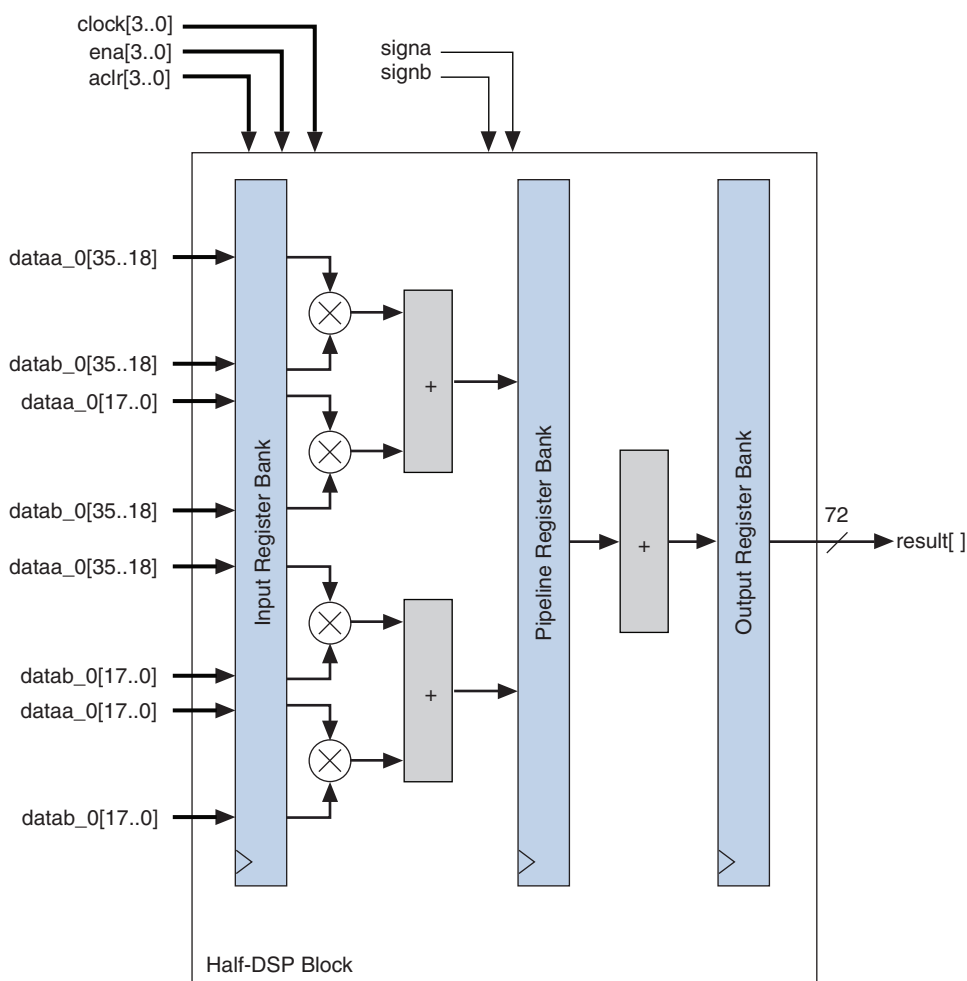 clock[3..0]
ena[3..0]
aclr[3..0]
signa
signb
dataa_0[35..18]
datab_0[35..18]
dataa_0[17..0]
datab_0[35..18]
dataa_0[35..18]
datab_0[17..0]
dataa_0[17..0]
datab_0[17..0]
Input Register Bank
+
+
Pipeline Register Bank
+
Output Register Bank
72
result[ ]
Half-DSP Block